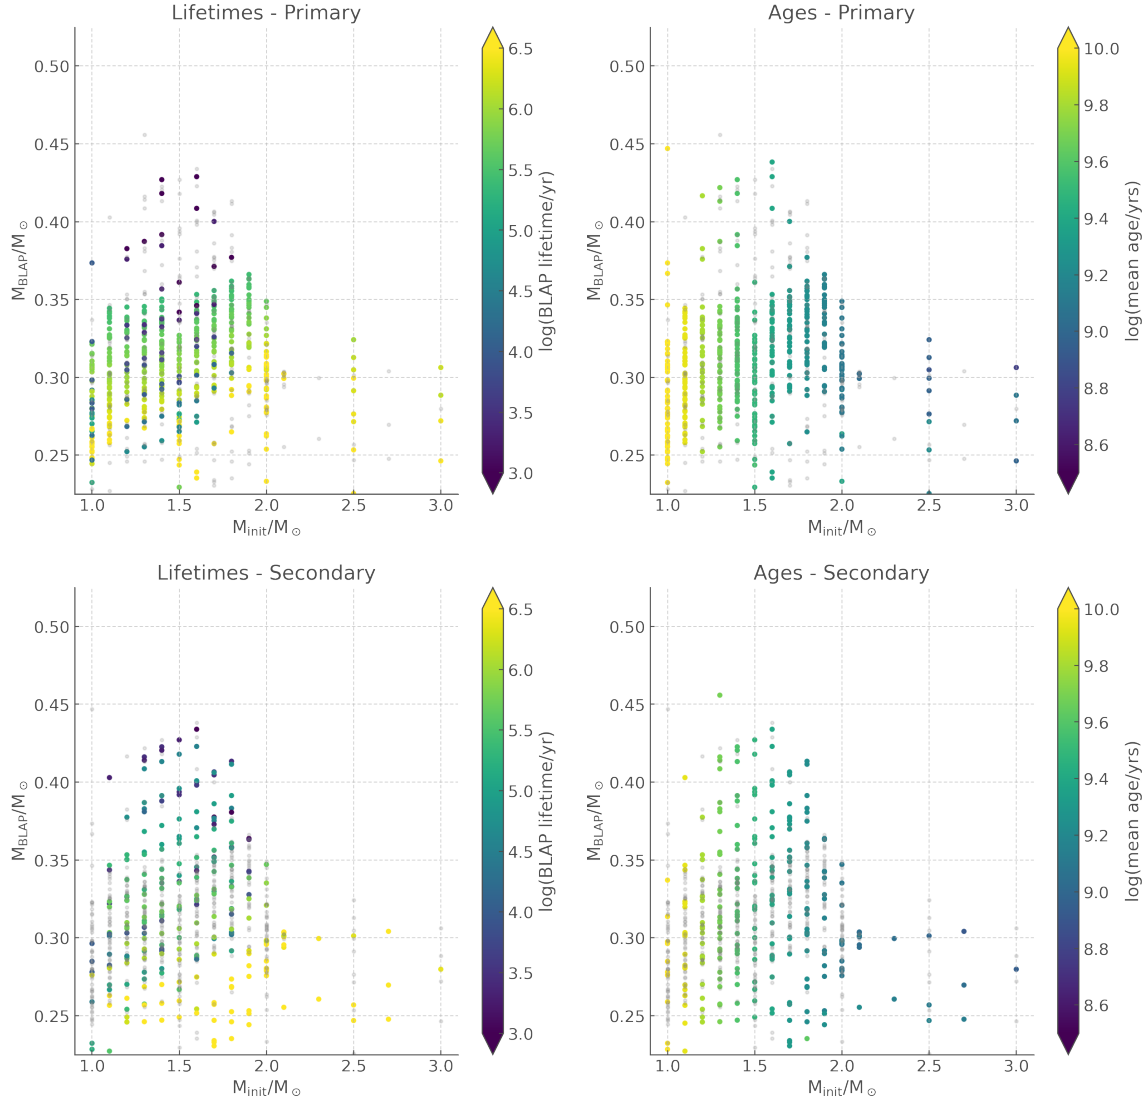 Lifetimes - Primary
0.50
0.45
0.40
0.35
0.30
0.25
1.0 1.5 2.0 2.5 3.0
M_BLAP/M_⊙
M_init/M_⊙
6.5
6.0
5.5
5.0
4.5
4.0
3.5
3.0
log(BLAP lifetime/yr)
Ages - Primary
0.50
0.45
0.40
0.35
0.30
0.25
1.0 1.5 2.0 2.5 3.0
M_BLAP/M_⊙
M_init/M_⊙
10.0
9.8
9.6
9.4
9.2
9.0
8.8
8.6
log(mean age/yrs)
Lifetimes - Secondary
0.50
0.45
0.40
0.35
0.30
0.25
1.0 1.5 2.0 2.5 3.0
M_BLAP/M_⊙
M_init/M_⊙
6.5
6.0
5.5
5.0
4.5
4.0
3.5
3.0
log(BLAP lifetime/yr)
Ages - Secondary
0.50
0.45
0.40
0.35
0.30
0.25
1.0 1.5 2.0 2.5 3.0
M_BLAP/M_⊙
M_init/M_⊙
10.0
9.8
9.6
9.4
9.2
9.0
8.8
8.6
log(mean age/yrs)